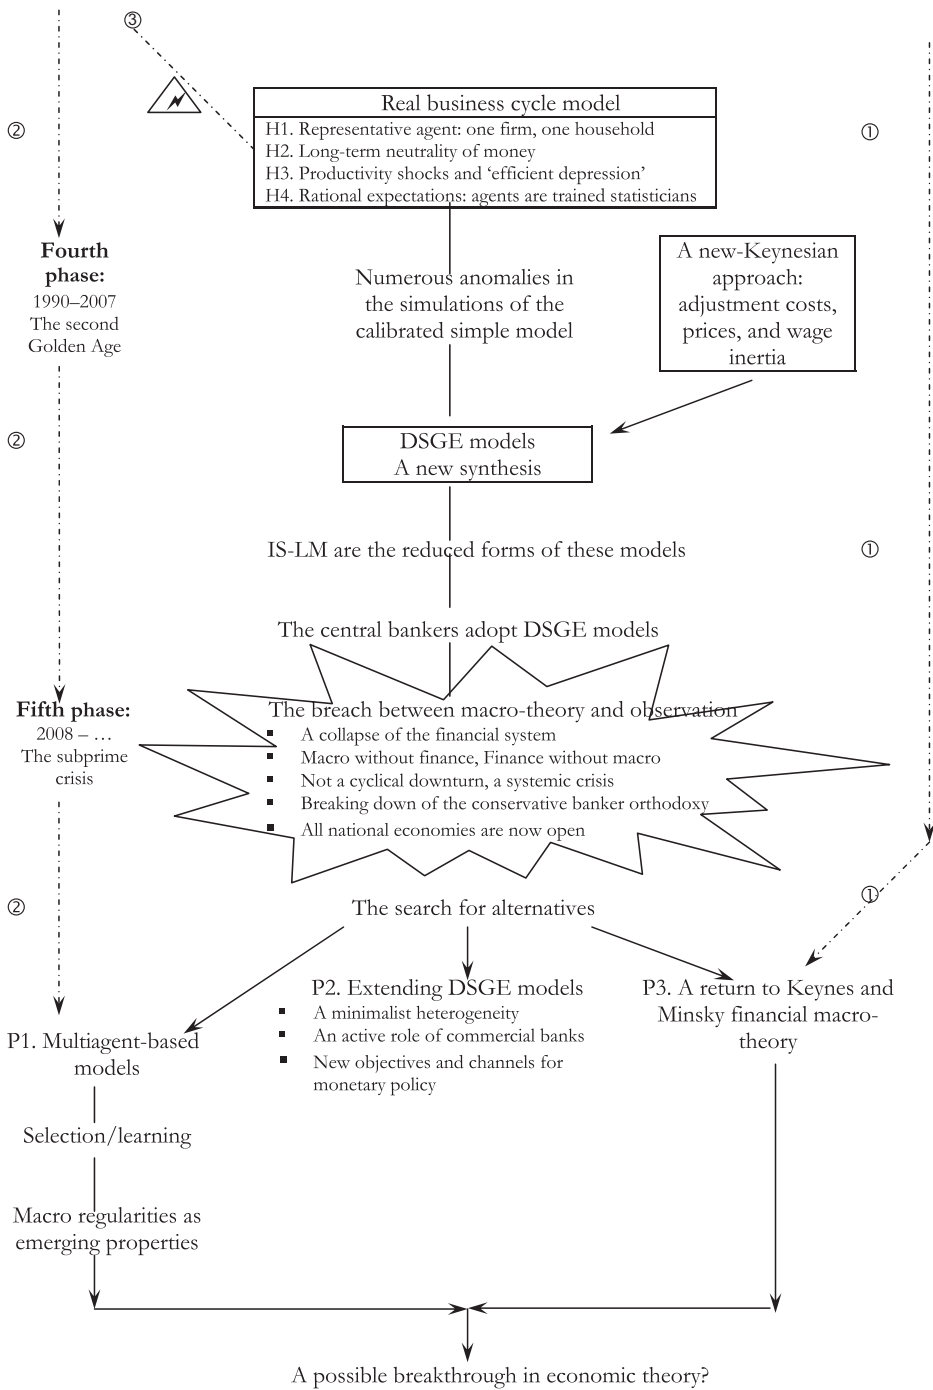 ③
②
①
Real business cycle model
H1. Representative agent: one firm, one household
H2. Long-term neutrality of money
H3. Productivity shocks and ‘efficient depression’
H4. Rational expectations: agents are trained statisticians
Fourth
phase:
1990–2007
The second
Golden Age
Numerous anomalies in
the simulations of the
calibrated simple model
A new-Keynesian
approach:
adjustment costs,
prices, and wage
inertia
②
DSGE models
A new synthesis
IS-LM are the reduced forms of these models
①
The central bankers adopt DSGE models
Fifth phase:
2008 – …
The subprime
crisis
The breach between macro-theory and observation
▪ A collapse of the financial system
▪ Macro without finance, Finance without macro
▪ Not a cyclical downturn, a systemic crisis
▪ Breaking down of the conservative banker orthodoxy
▪ All national economies are now open
②
The search for alternatives
①
P1. Multiagent-based
models
P2. Extending DSGE models
▪ A minimalist heterogeneity
▪ An active role of commercial banks
▪ New objectives and channels for
monetary policy
P3. A return to Keynes and
Minsky financial macro-
theory
Selection/learning
Macro regularities as
emerging properties
A possible breakthrough in economic theory?